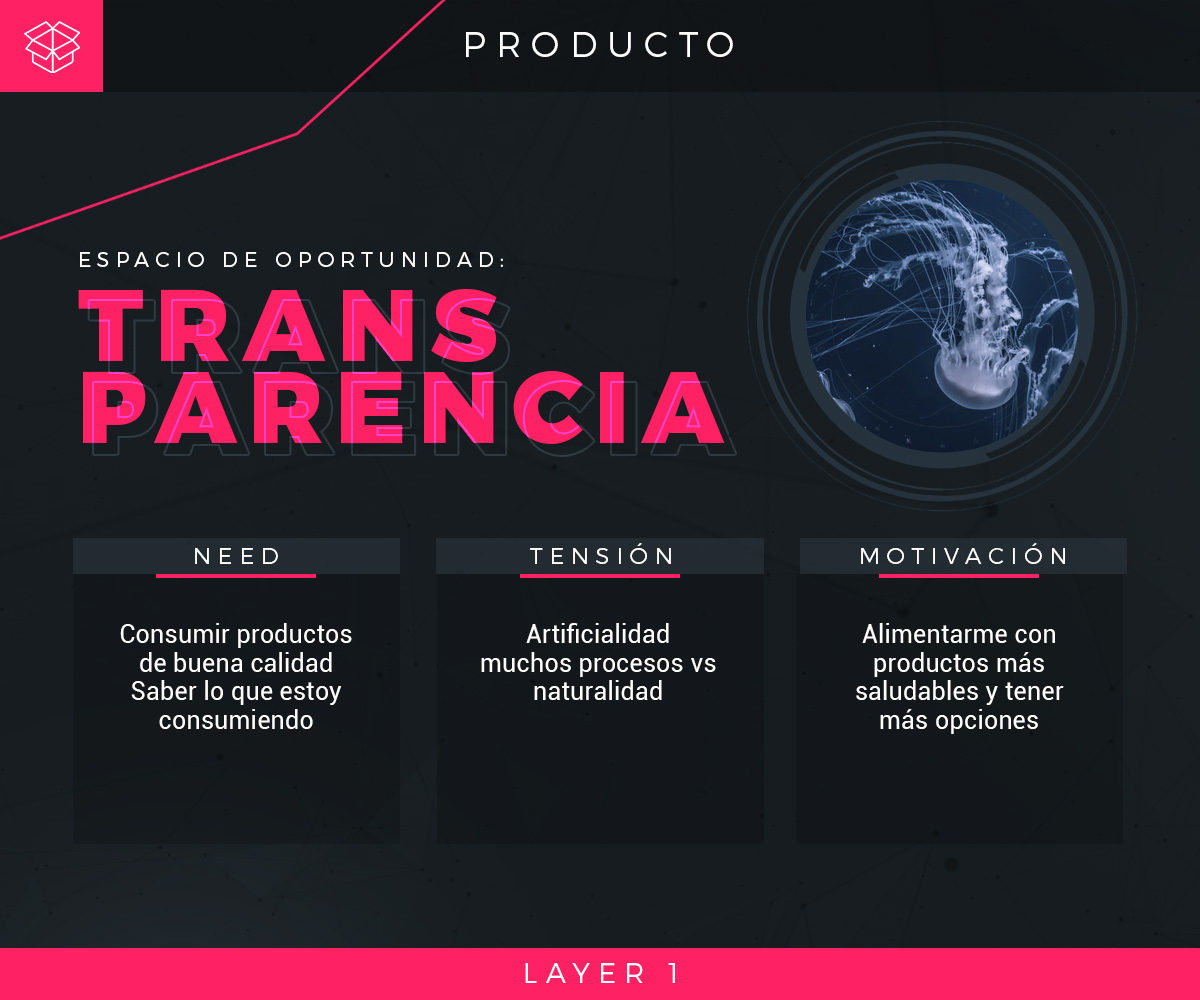 PRODUCTO
ESPACIO DE OPORTUNIDAD:
TRANS
PARENCIA
NEED
Consumir productos
de buena calidad
Saber lo que estoy
consumiendo
TENSIÓN
Artificialidad
muchos procesos vs
naturalidad
MOTIVACIÓN
Alimentarme con
productos más
saludables y tener
más opciones
LAYER 1